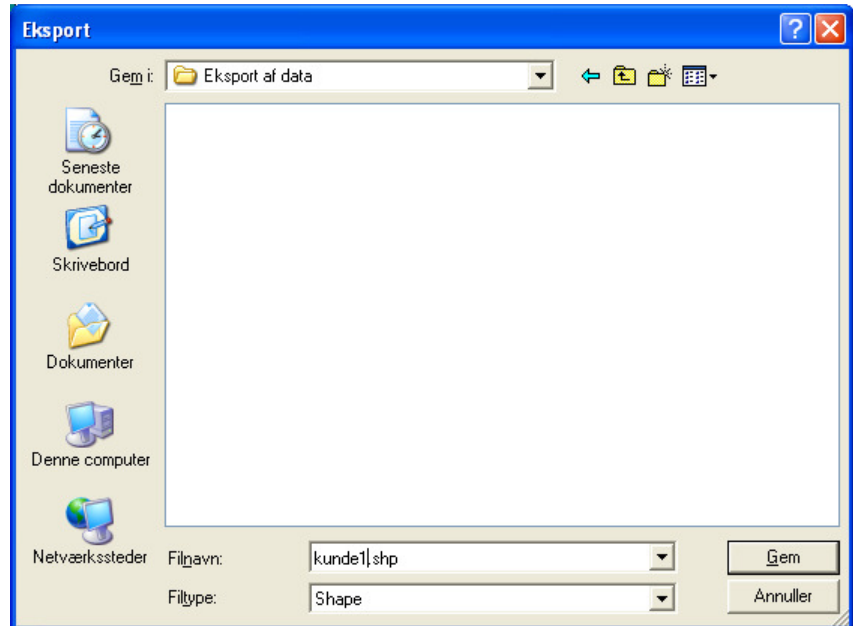 Eksport
Gem i: Eksport af data
Seneste
dokumenter
Skrivebord
Dokumenter
Denne computer
Netværkssteder
Filnavn: kunde1.shp
Gem
Filtype: Shape
Annuller